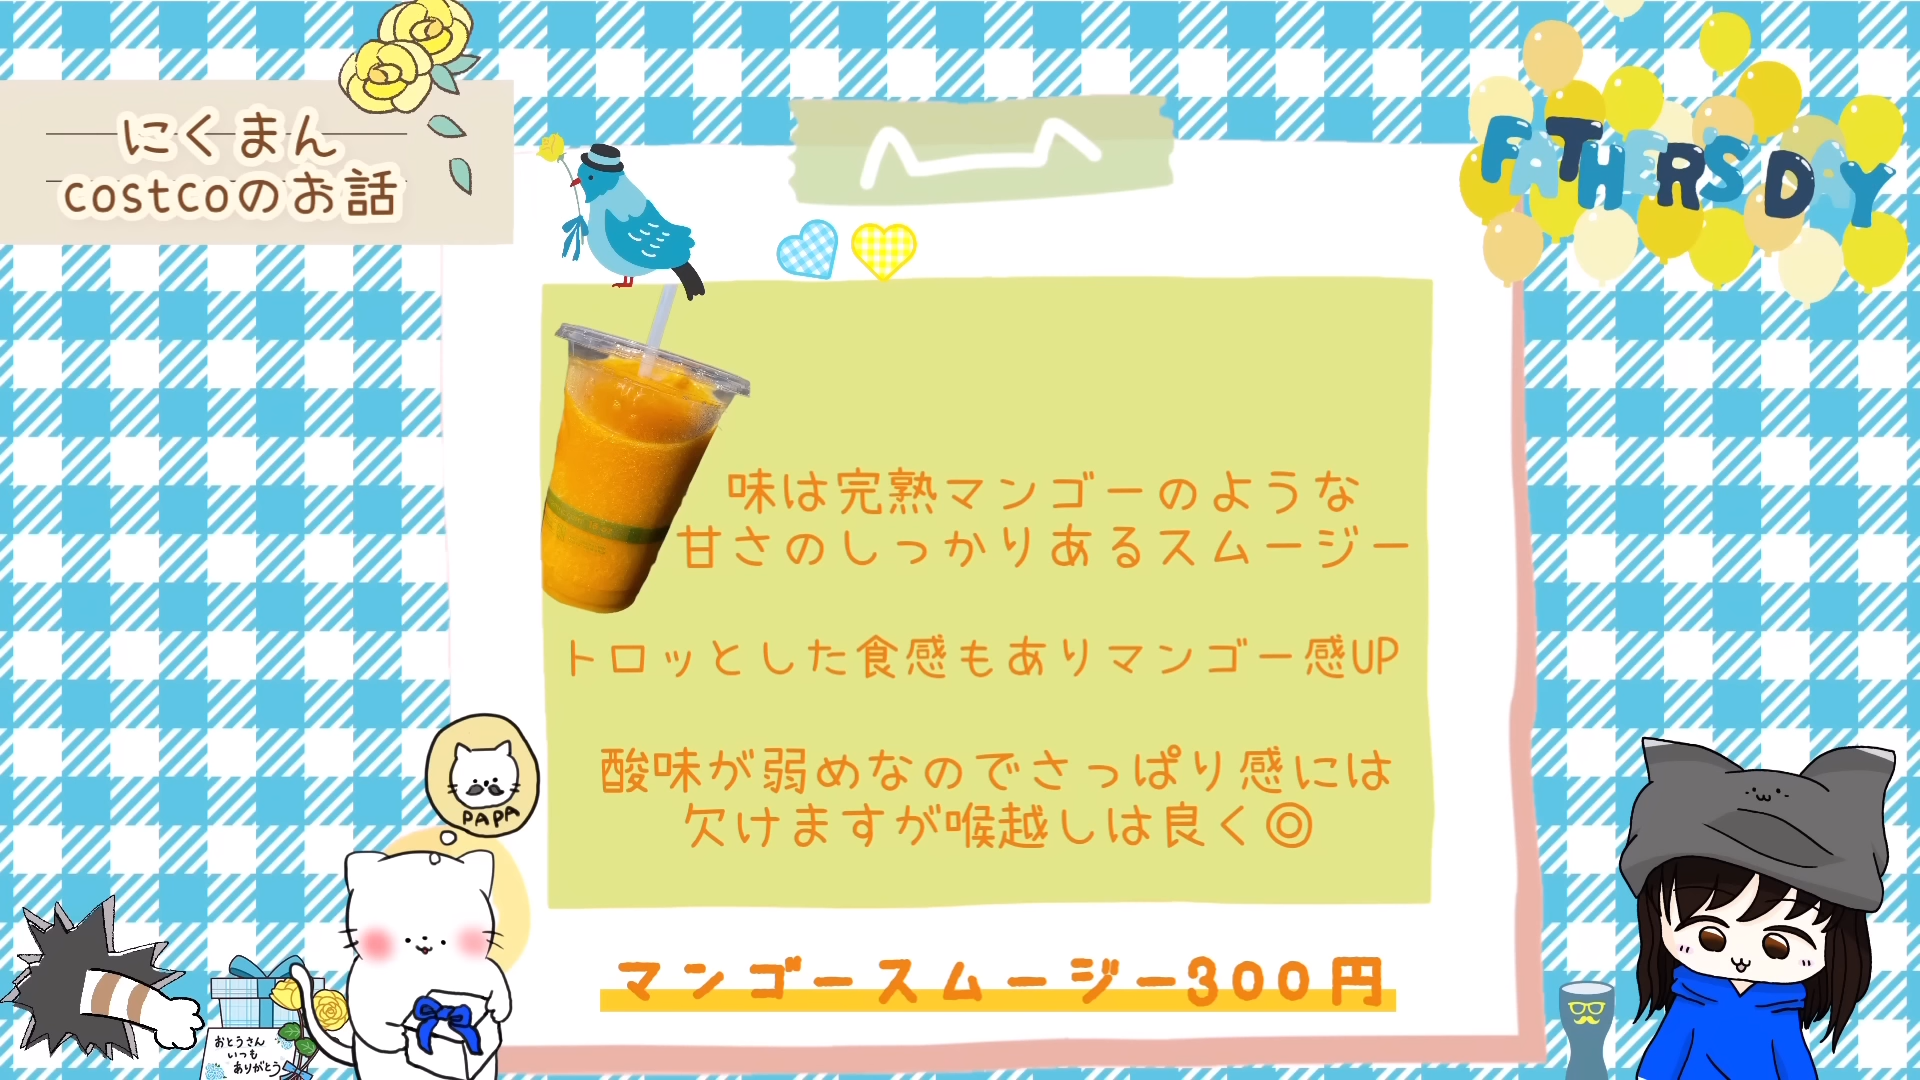 にくまん
costcoのお話
FATHERS DAY
味は完熟マンゴーのような
甘さのしっかりあるスムージー
トロッとした食感もありマンゴー感UP
酸味が弱めなのでさっぱり感には
欠けますが喉越しは良く◎
マンゴースムージー300円
PAPA
おとうさん
いつも
ありがとう